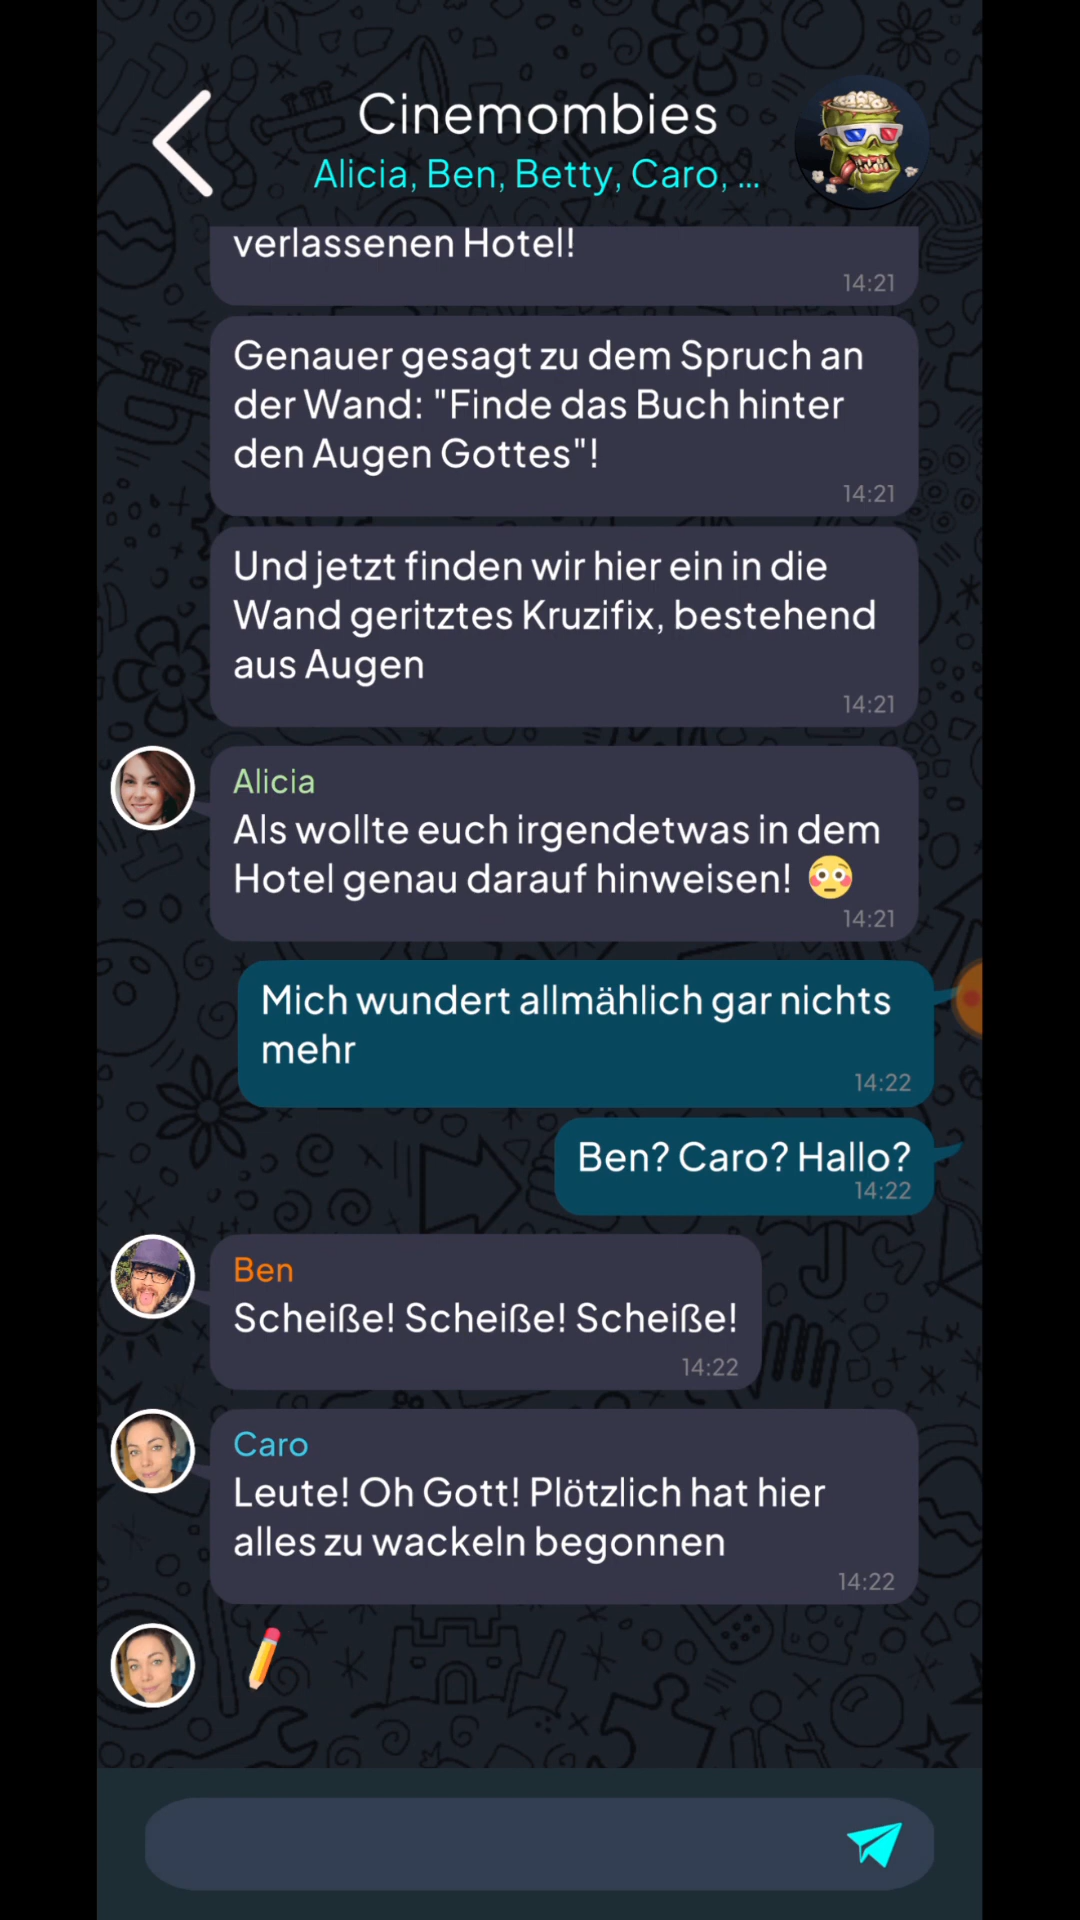 Cinemombies
Alicia, Ben, Betty, Caro, ...
verlassenen Hotel!
14:21
Genauer gesagt zu dem Spruch an
der Wand: "Finde das Buch hinter
den Augen Gottes"!
14:21
Und jetzt finden wir hier ein in die
Wand geritztes Kruzifix, bestehend
aus Augen
14:21
Alicia
Als wollte euch irgendetwas in dem
Hotel genau darauf hinweisen! 😳
14:21
Mich wundert allmählich gar nichts
mehr
14:22
Ben? Caro? Hallo?
14:22
Ben
Scheiße! Scheiße! Scheiße!
14:22
Caro
Leute! Oh Gott! Plötzlich hat hier
alles zu wackeln begonnen
14:22